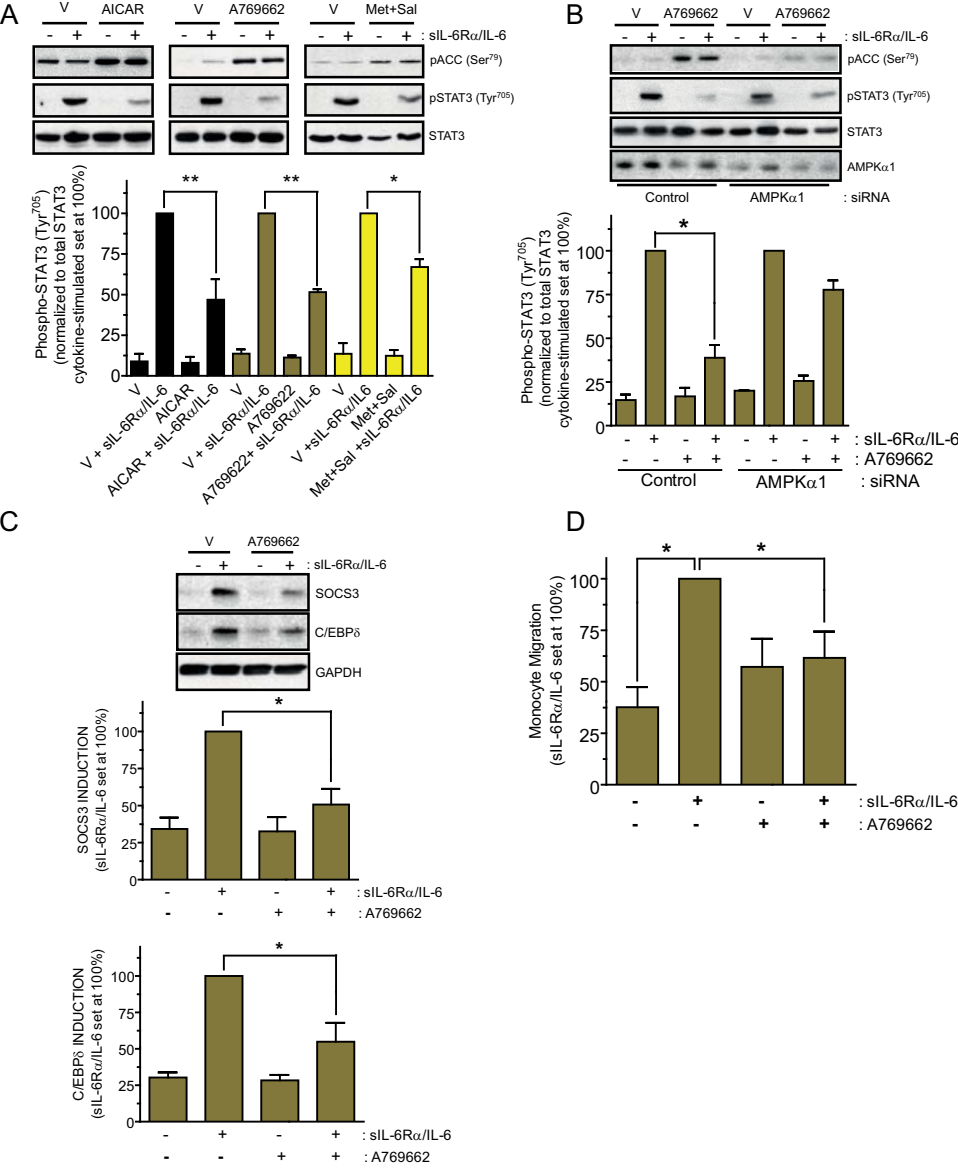 A
V AICAR V A769662 V Met+Sal
- + - + - + - + - + - + : sIL-6Rα/IL-6
pACC (Ser79)
pSTAT3 (Tyr705)
STAT3
Phospho-STAT3 (Tyr705)
(normalized to total STAT3
cytokine-stimulated set at 100%)
** ** *
100
75
50
25
0
V
V + sIL-6Rα/IL-6
AICAR
AICAR + sIL-6Rα/IL-6
V
V + sIL-6Rα/IL-6
A769622
A769622+ sIL-6Rα/IL-6
V
V +sIL-6Rα/IL6
Met+Sal
Met+Sal +sIL-6Rα/IL6
B
V A769662 V A769662
- + - + - + - + : sIL-6Rα/IL-6
pACC (Ser79)
pSTAT3 (Tyr705)
STAT3
AMPKα1
Control AMPKα1 : siRNA
Phospho-STAT3 (Tyr705)
(normalized to total STAT3
cytokine-stimulated set at 100%)
*
100
75
50
25
0
- + - + - + - + : sIL-6Rα/IL-6
- - + + - - + + : A769662
Control AMPKα1 : siRNA
C
V A769662
- + - + : sIL-6Rα/IL-6
SOCS3
C/EBPδ
GAPDH
SOCS3 INDUCTION
(sIL-6Rα/IL-6 set at 100%)
*
100
75
50
25
0
- + - + : sIL-6Rα/IL-6
- - + + : A769662
C/EBPδ INDUCTION
(sIL-6Rα/IL-6 set at 100%)
*
100
75
50
25
0
- + - + : sIL-6Rα/IL-6
- - + + : A769662
D
Monocyte Migration
(sIL-6Rα/IL-6 set at 100%)
* *
100
75
50
25
0
- + - + : sIL-6Rα/IL-6
- - + + : A769662